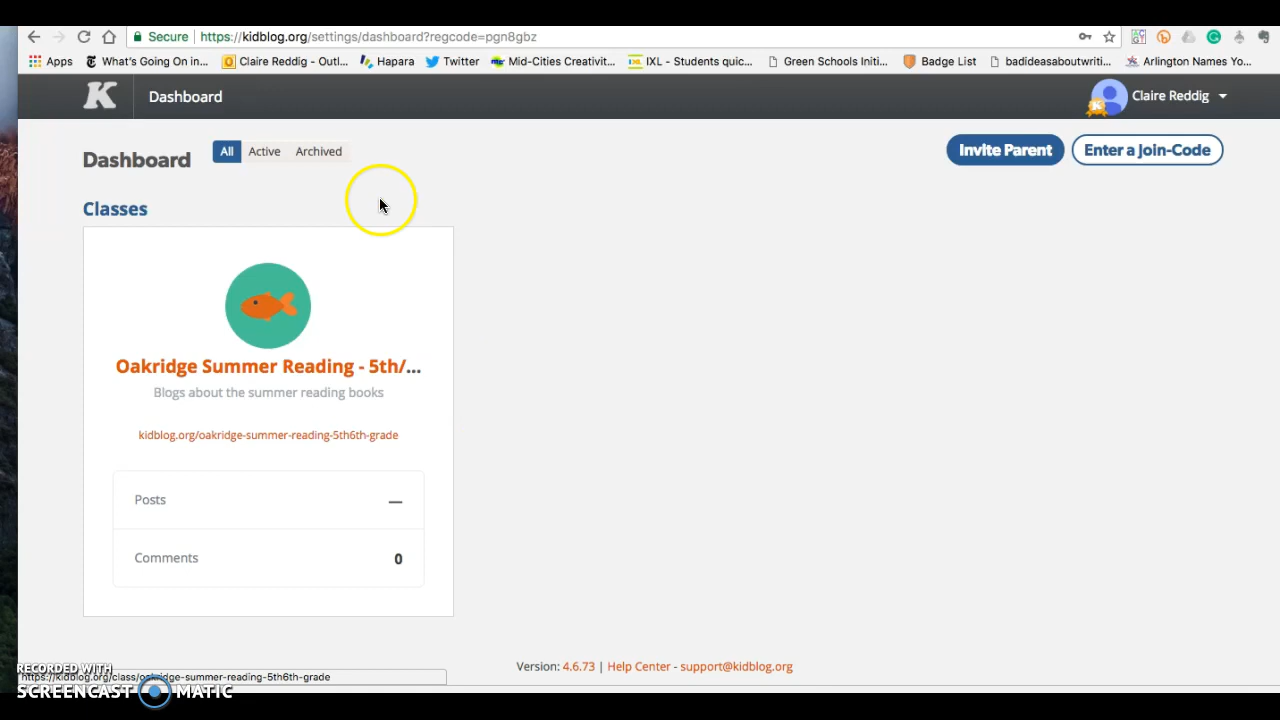 Secure https://kidblog.org/settings/dashboard?regcode=pgn8gbz
Apps What's Going On in... Claire Reddig - Outl... Hapara Twitter Mid-Cities Creativit... IXL - Students quic... Green Schools Initi... Badge List badideasaboutwriti... Arlington Names Yo...
K Dashboard Claire Reddig
Dashboard All Active Archived Invite Parent Enter a Join-Code
Classes
Oakridge Summer Reading - 5th/...
Blogs about the summer reading books
kidblog.org/oakridge-summer-reading-5th6th-grade
Posts —
Comments 0
Version: 4.6.73 | Help Center - support@kidblog.org
RECORDED WITH
https://kidblog.org/class/oakridge-summer-reading-5th6th-grade
SCREENCAST MATIC